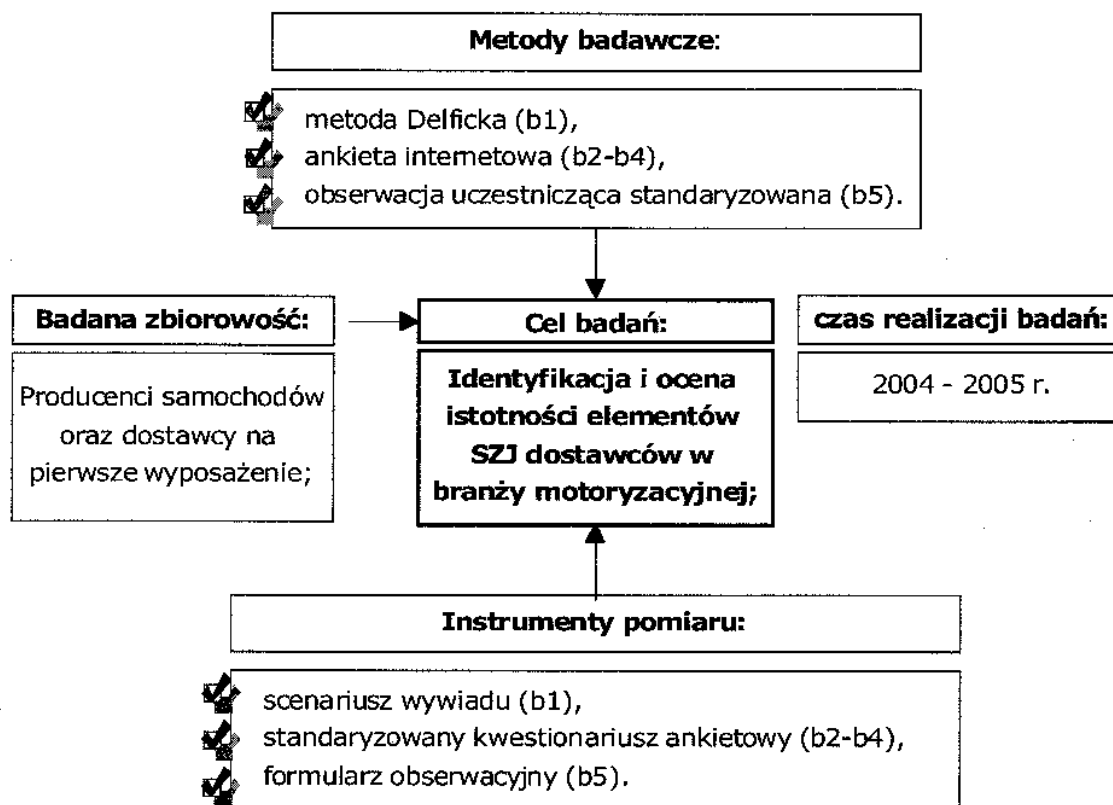 Metody badawcze:
metoda Delficka (b1),
ankieta internetowa (b2-b4),
obserwacja uczestnicząca standaryzowana (b5).
Badana zbiorowość:
Producenci samochodów
oraz dostawcy na
pierwsze wyposażenie;
Cel badań:
Identyfikacja i ocena
istotności elementów
SZJ dostawców w
branży motoryzacyjnej;
czas realizacji badań:
2004 - 2005 r.
Instrumenty pomiaru:
scenariusz wywiadu (b1),
standaryzowany kwestionariusz ankietowy (b2-b4),
formularz obserwacyjny (b5).